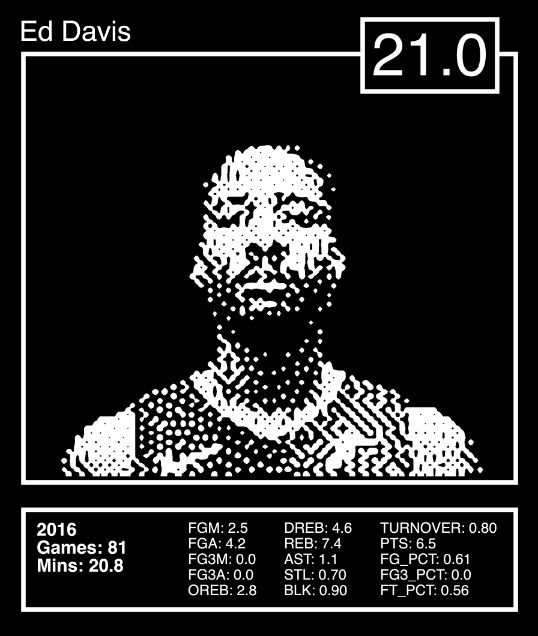 Ed Davis
21.0
2016
Games: 81
Mins: 20.8
FGM: 2.5
FGA: 4.2
FG3M: 0.0
FG3A: 0.0
OREB: 2.8
DREB: 4.6
REB: 7.4
AST: 1.1
STL: 0.70
BLK: 0.90
TURNOVER: 0.80
PTS: 6.5
FG_PCT: 0.61
FG3_PCT: 0.0
FT_PCT: 0.56